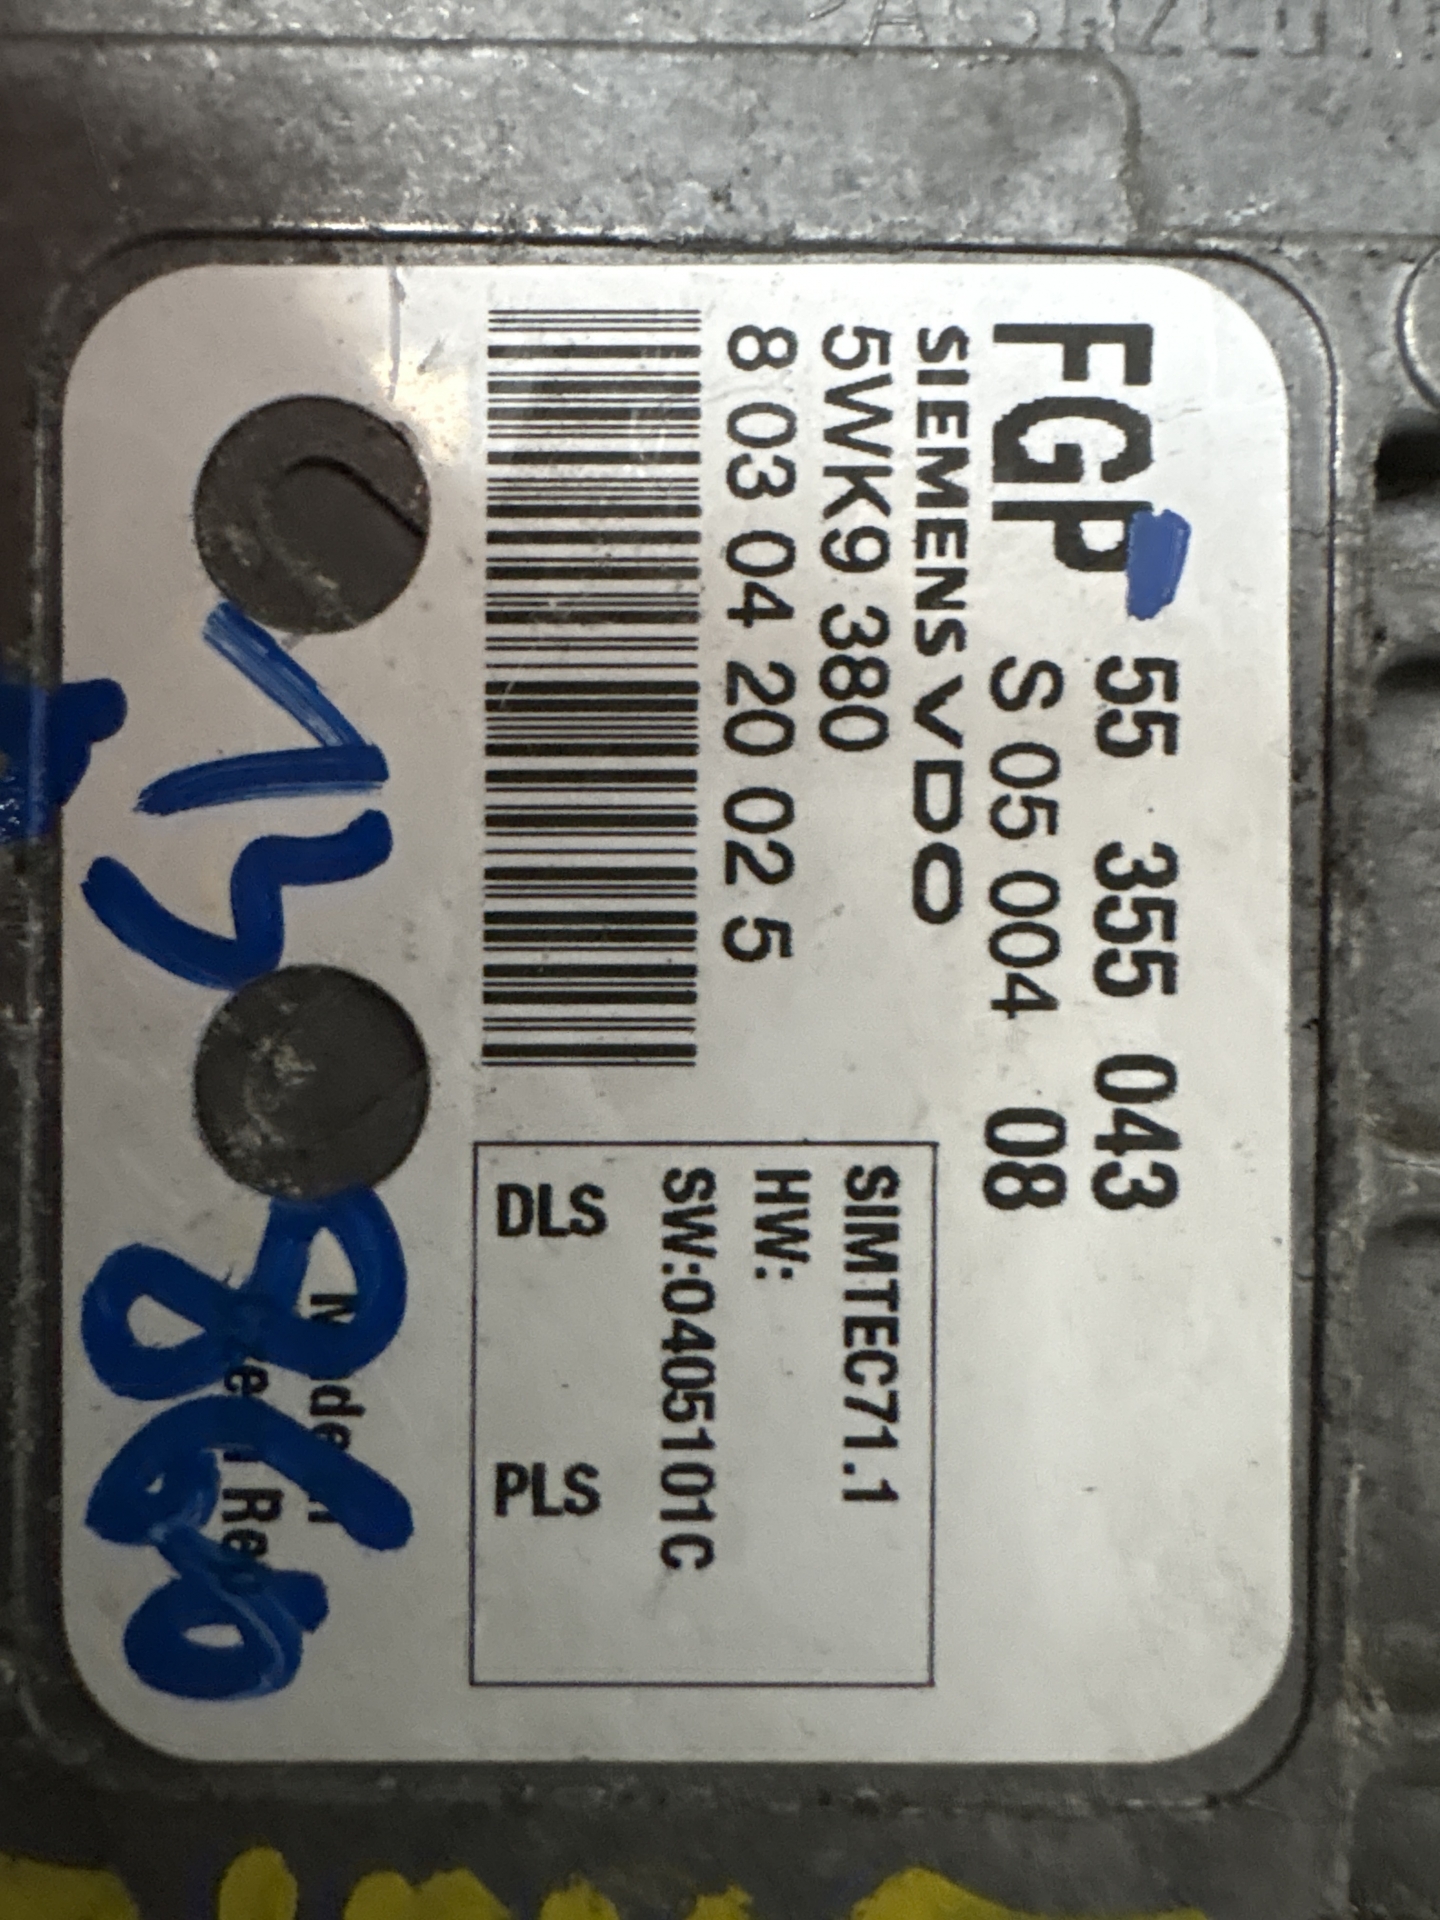 FGP 55 355 043
S 05 004 08
SIEMENS VDO
5WK9 380
8 03 04 20 02 5
SIMTEC71.1
HW:
SW:0405101C
DLS PLS